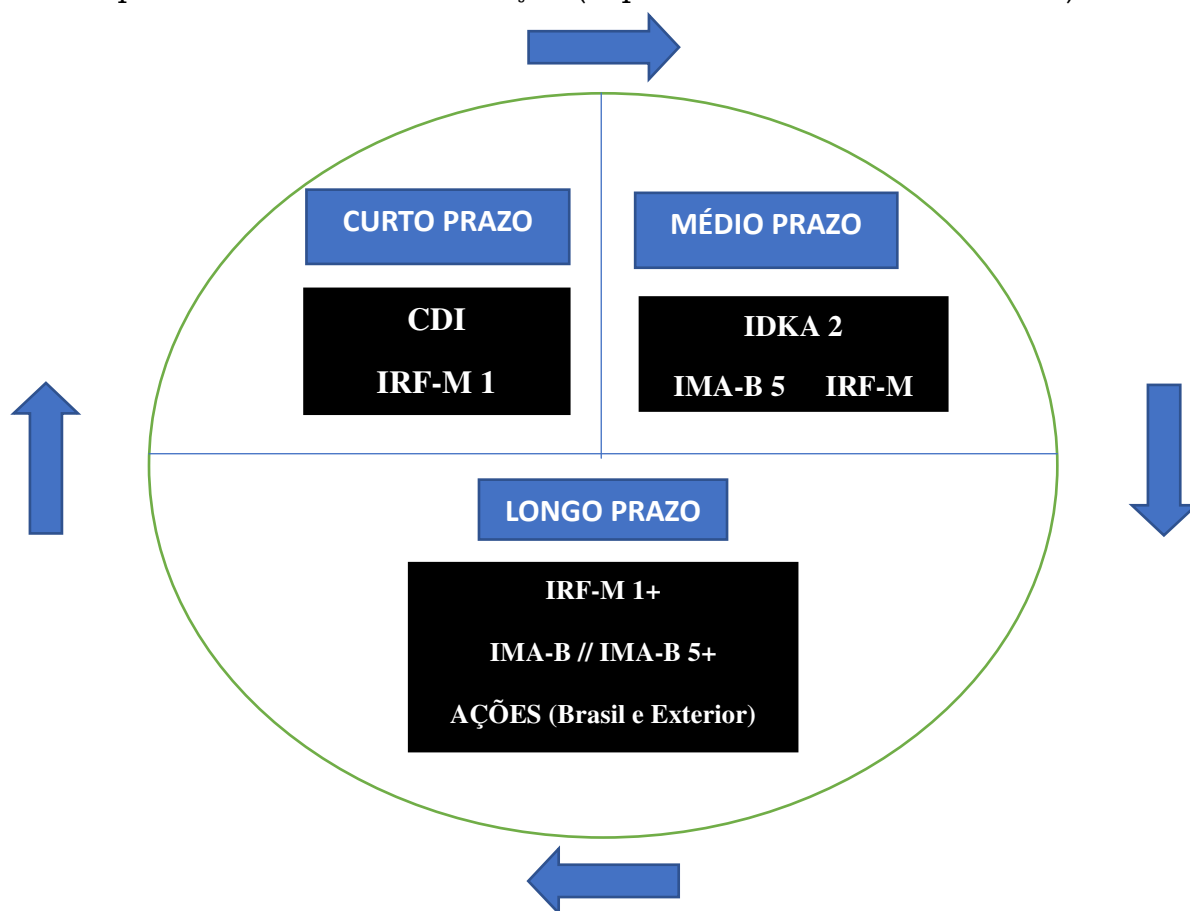 CURTO PRAZO
MÉDIO PRAZO
CDI
IRF-M 1
IDKA 2
IMA-B 5 IRF-M
LONGO PRAZO
IRF-M 1+
IMA-B // IMA-B 5+
AÇÕES (Brasil e Exterior)